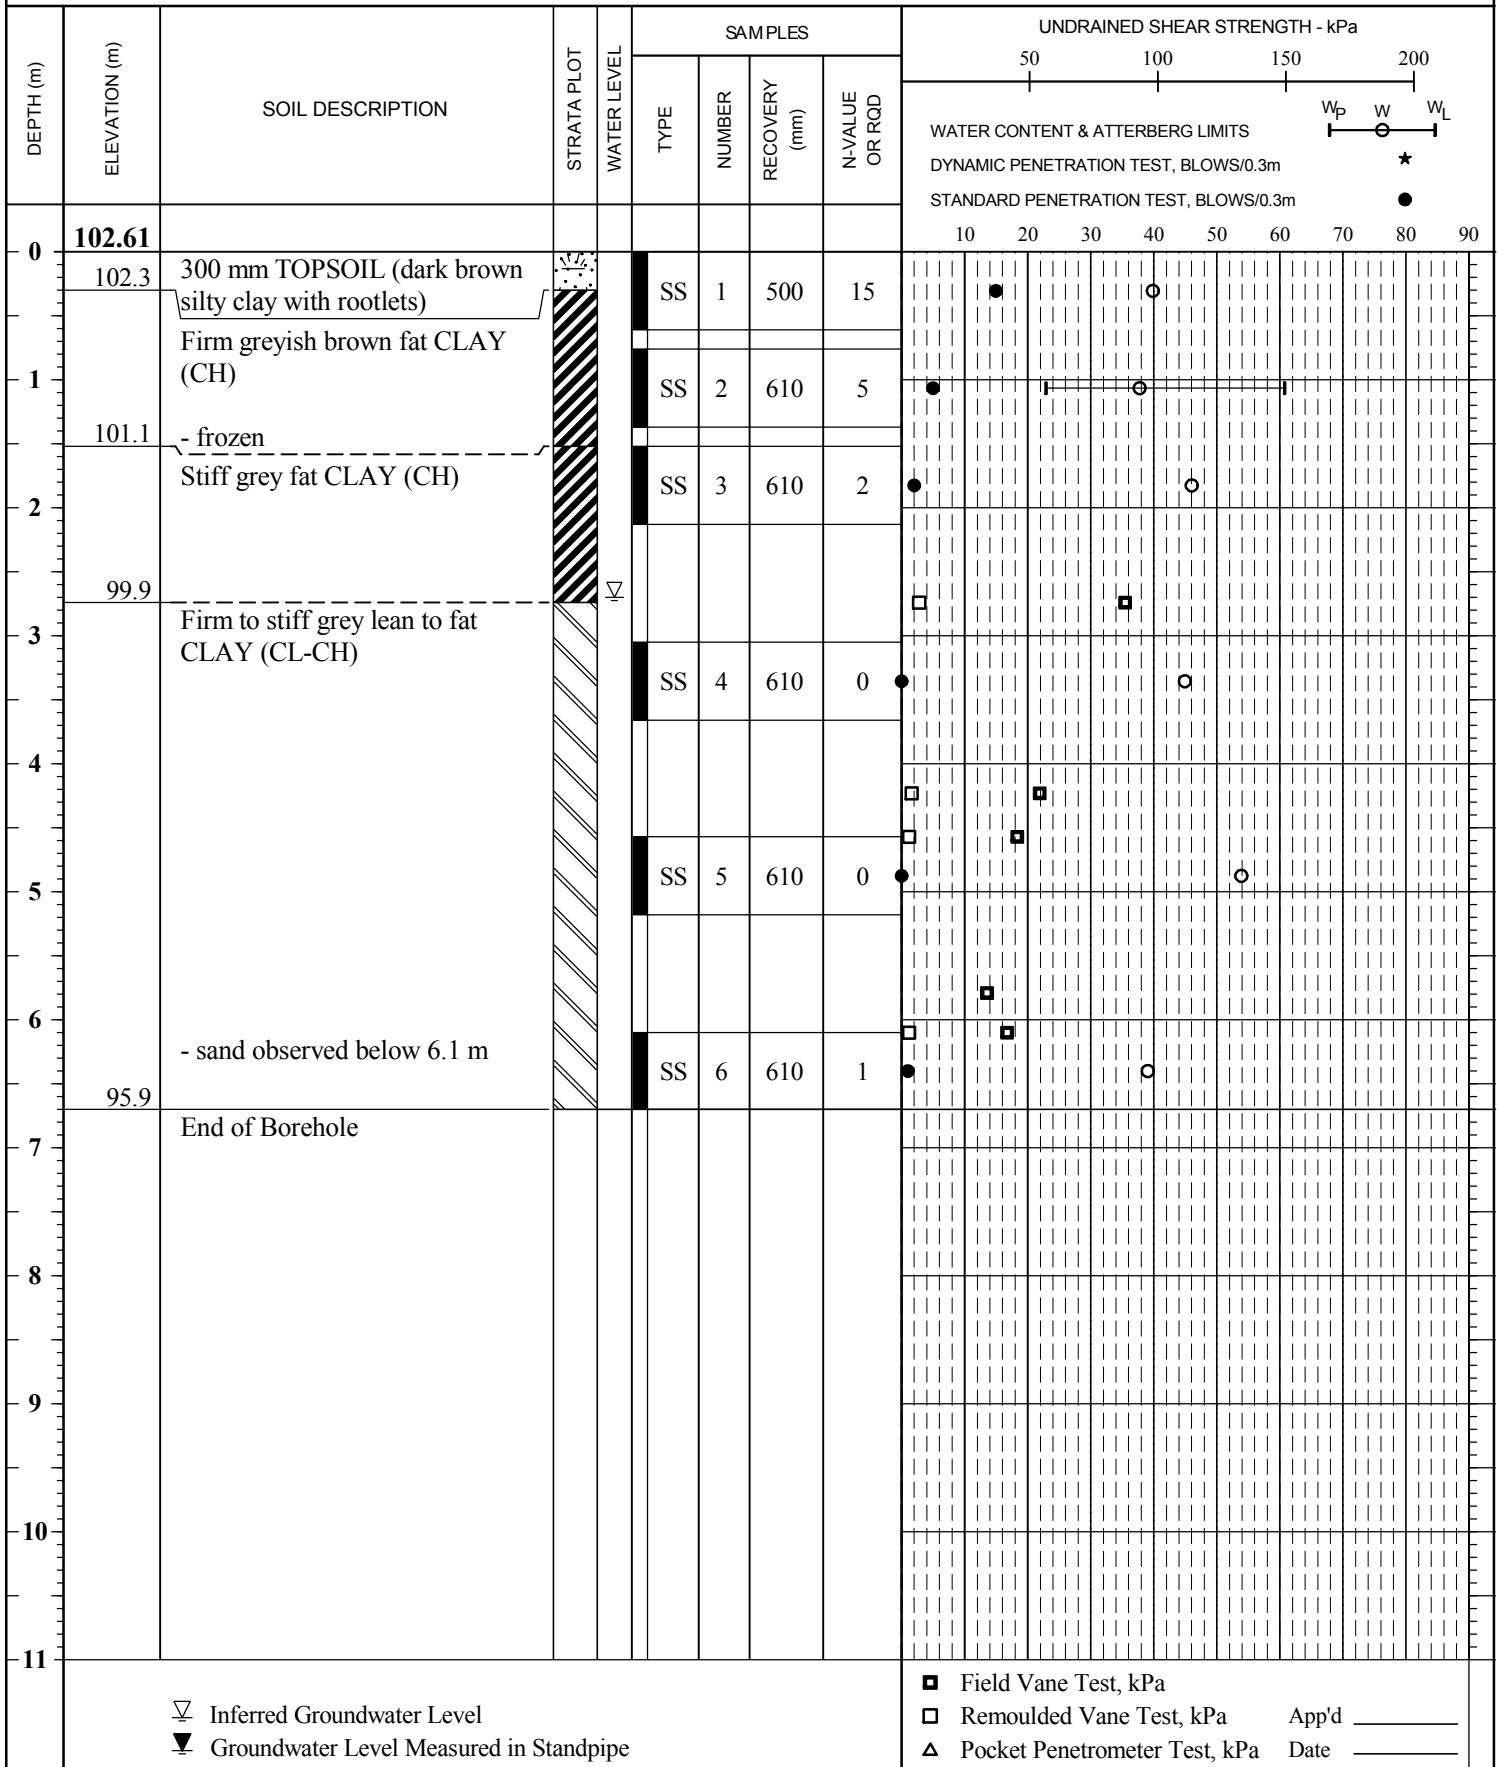 DEPTH (m)
ELEVATION (m)
SOIL DESCRIPTION
STRATA PLOT
WATER LEVEL
SAMPLES
TYPE
NUMBER
RECOVERY (mm)
N-VALUE OR RQD
UNDRAINED SHEAR STRENGTH - kPa
50 100 150 200
WP W WL
WATER CONTENT & ATTERBERG LIMITS
DYNAMIC PENETRATION TEST, BLOWS/0.3m ★
STANDARD PENETRATION TEST, BLOWS/0.3m ●
10 20 30 40 50 60 70 80 90
0 102.61
102.3 300 mm TOPSOIL (dark brown
silty clay with rootlets)
SS 1 500 15
Firm greyish brown fat CLAY
(CH)
1
SS 2 610 5
101.1 - frozen
Stiff grey fat CLAY (CH)
SS 3 610 2
2
99.9
Firm to stiff grey lean to fat
3
CLAY (CL-CH)
SS 4 610 0
4
SS 5 610 0
5
6
- sand observed below 6.1 m
SS 6 610 1
95.9
End of Borehole
7
8
9
10
11
Inferred Groundwater Level
Groundwater Level Measured in Standpipe
Field Vane Test, kPa
Remoulded Vane Test, kPa App'd
Pocket Penetrometer Test, kPa Date